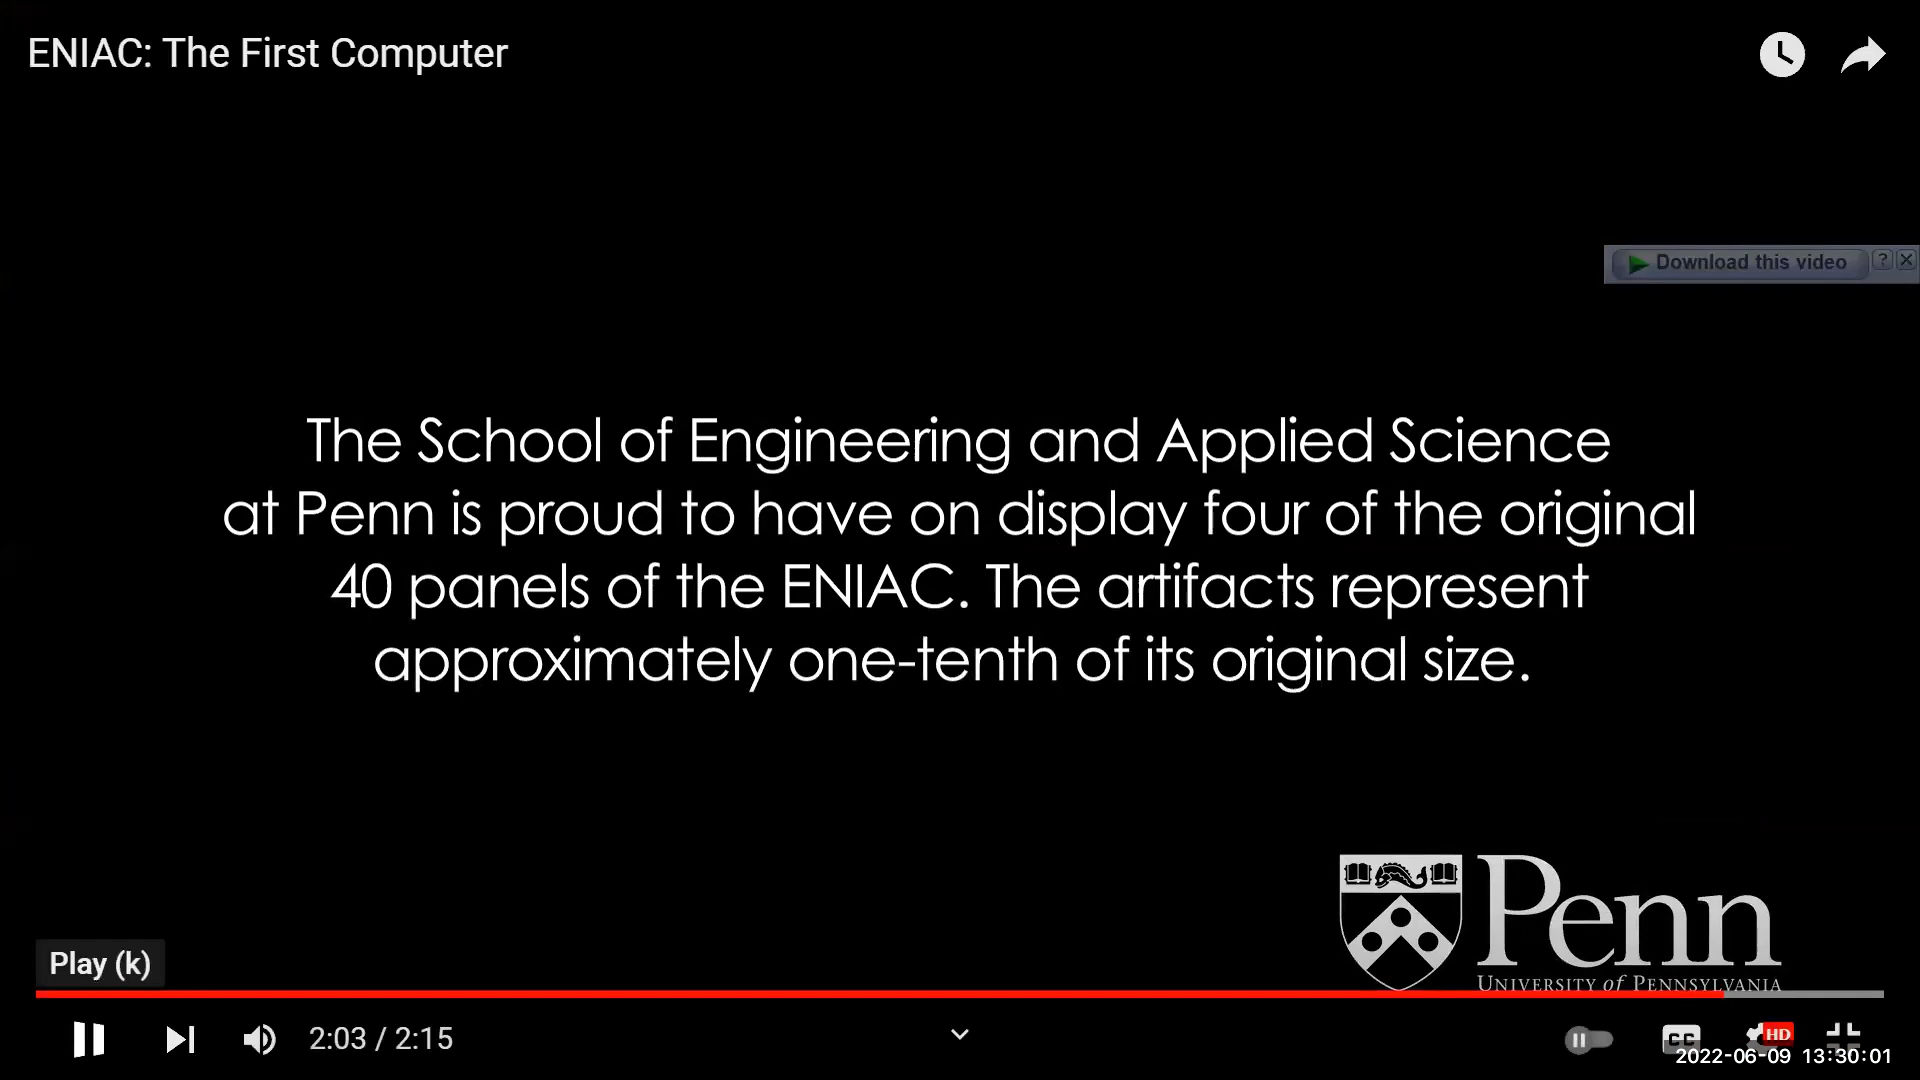 ENIAC: The First Computer
Download this video
?
The School of Engineering and Applied Science
at Penn is proud to have on display four of the original
40 panels of the ENIAC. The artifacts represent
approximately one-tenth of its original size.
Penn
UNIVERSITY of PENNSYLVANIA
Play (k)
2:03 / 2:15
CC
HD
2022-06-09 13:30:01